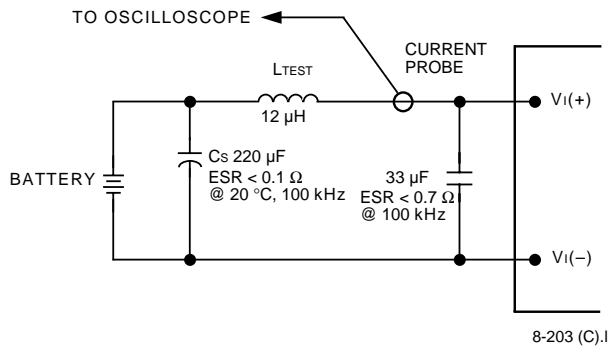 TO OSCILLOSCOPE
CURRENT
PROBE
LTEST
12 µH
VI(+)
CS 220 µF
ESR < 0.1 Ω
@ 20 °C, 100 kHz
BATTERY
33 µF
ESR < 0.7 Ω
@ 100 kHz
VI(–)
8-203 (C).l